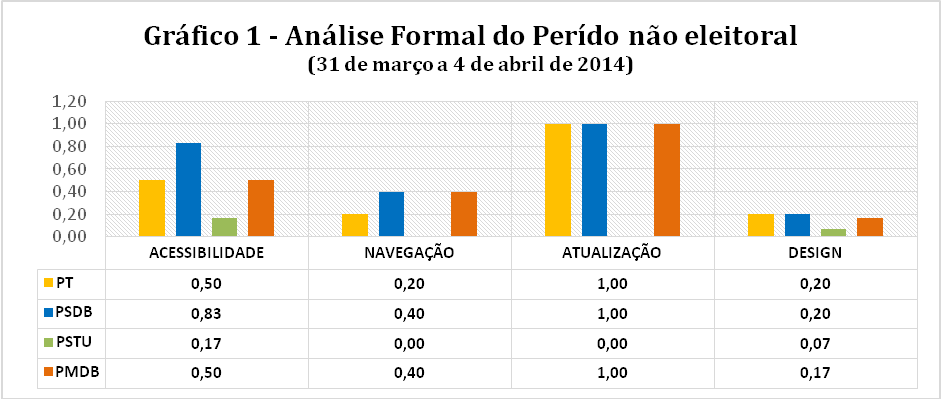 Gráfico 1 - Análise Formal do Perído não eleitoral
(31 de março a 4 de abril de 2014)
1,20
1,00
0,80
0,60
0,40
0,20
0,00
ACESSIBILIDADE NAVEGAÇÃO ATUALIZAÇÃO DESIGN
PT 0,50 0,20 1,00 0,20
PSDB 0,83 0,40 1,00 0,20
PSTU 0,17 0,00 0,00 0,07
PMDB 0,50 0,40 1,00 0,17